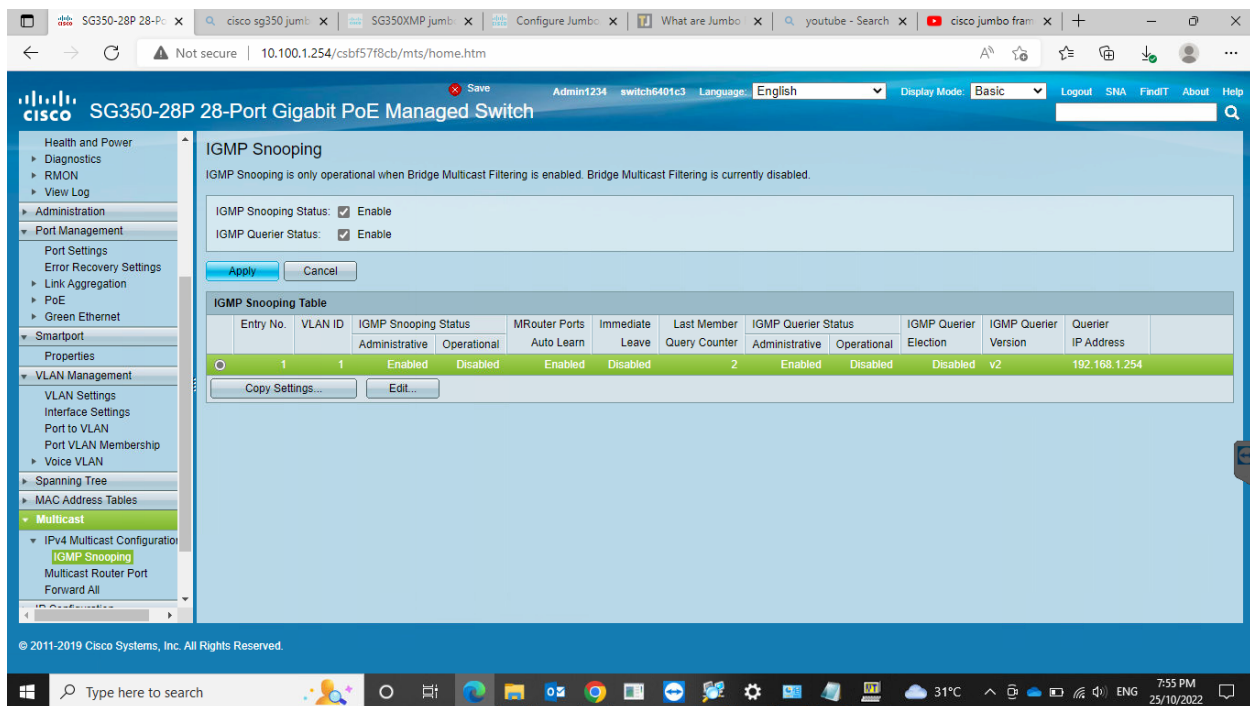 SG350-28P 28-Po
cisco sg350 jumb
SG350XMP jumb
Configure Jumbo
What are Jumbo
youtube - Search
cisco jumbo fram
Not secure | 10.100.1.254/csbf57f8cb/mts/home.htm
Save
Admin1234 switch6401c3 Language: English Display Mode: Basic Logout SNA FindIT About Help
CISCO SG350-28P 28-Port Gigabit PoE Managed Switch
Health and Power
Diagnostics
RMON
View Log
Administration
Port Management
Port Settings
Error Recovery Settings
Link Aggregation
PoE
Green Ethernet
Smartport
Properties
VLAN Management
VLAN Settings
Interface Settings
Port to VLAN
Port VLAN Membership
Voice VLAN
Spanning Tree
MAC Address Tables
Multicast
IPv4 Multicast Configuration
IGMP Snooping
Multicast Router Port
Forward All
IGMP Snooping
IGMP Snooping is only operational when Bridge Multicast Filtering is enabled. Bridge Multicast Filtering is currently disabled.
IGMP Snooping Status: Enable
IGMP Querier Status: Enable
Apply Cancel
IGMP Snooping Table
Entry No. VLAN ID IGMP Snooping Status MRouter Ports Immediate Last Member IGMP Querier Status IGMP Querier IGMP Querier Querier
Administrative Operational Auto Learn Leave Query Counter Administrative Operational Election Version IP Address
1 1 Enabled Disabled Enabled Disabled 2 Enabled Disabled Disabled v2 192.168.1.254
Copy Settings... Edit...
© 2011-2019 Cisco Systems, Inc. All Rights Reserved.
Type here to search
31°C
ENG
7:55 PM
25/10/2022